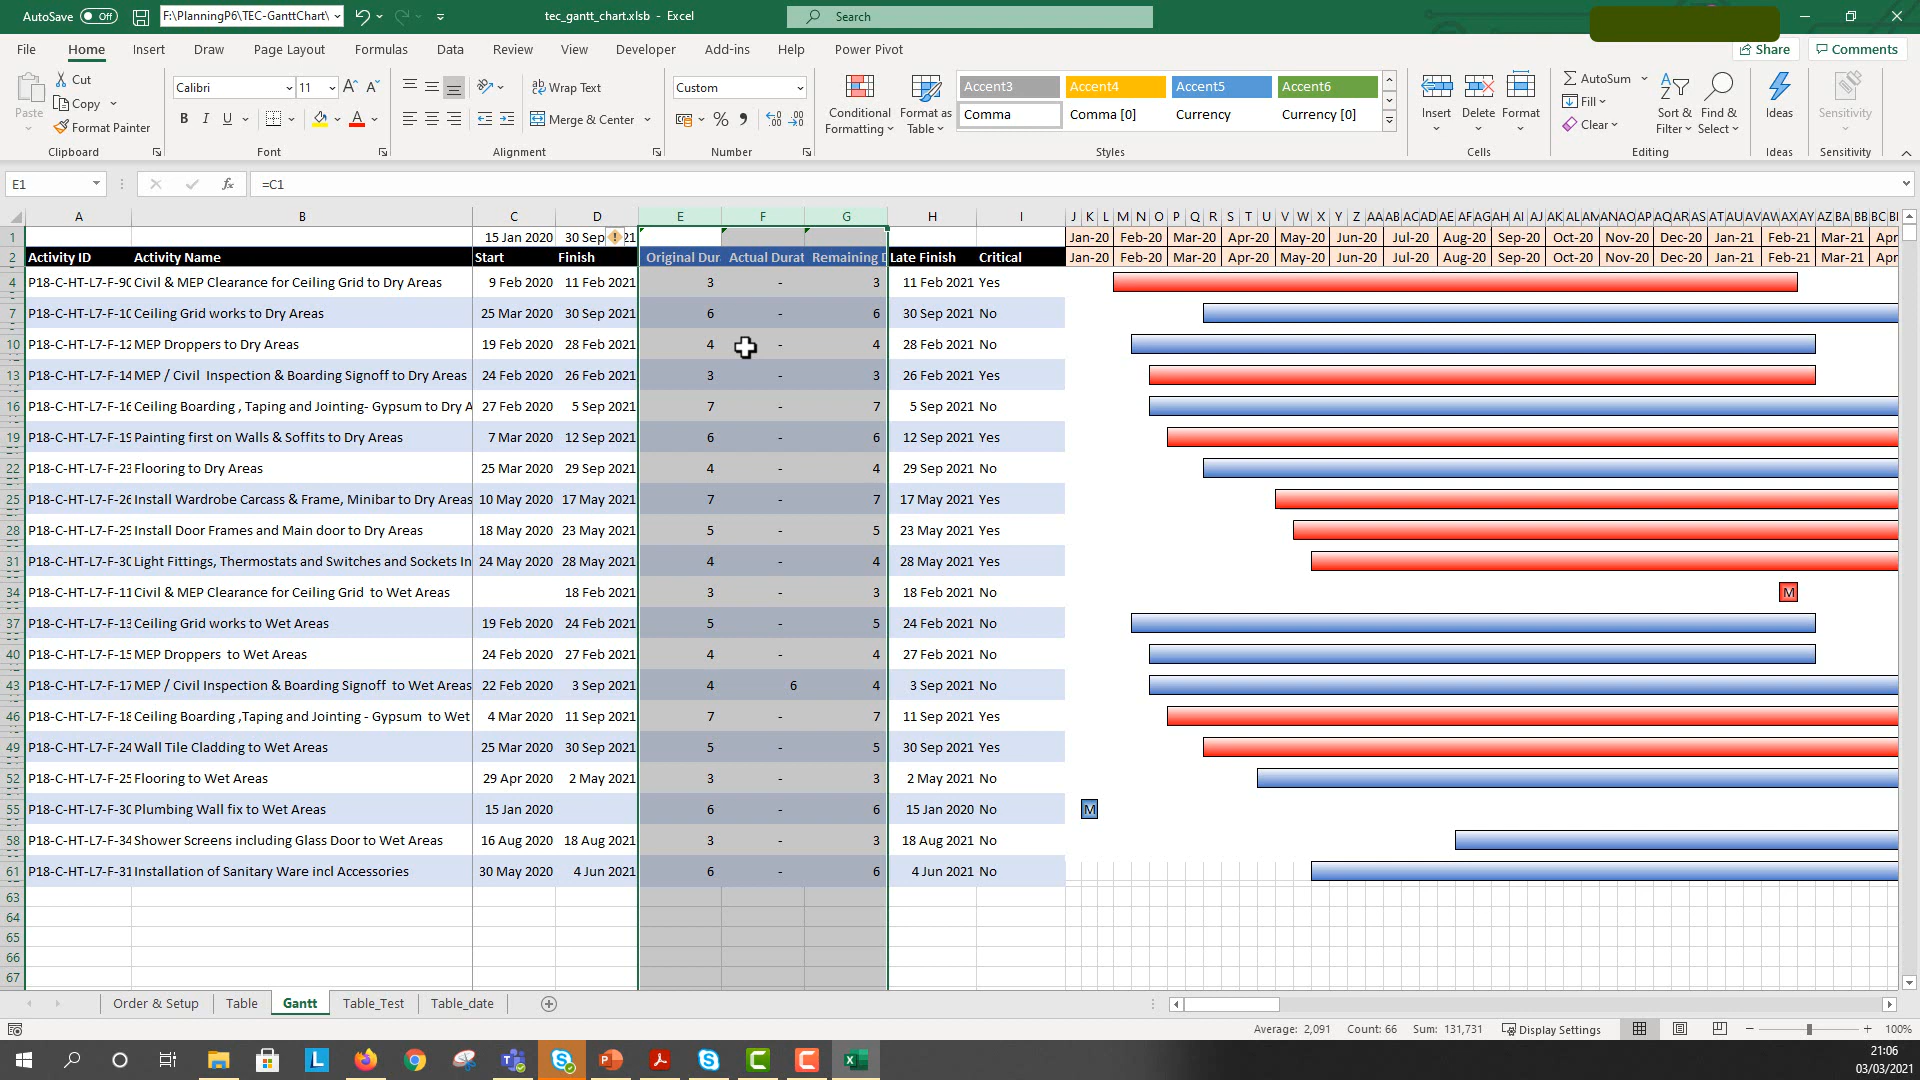 AutoSave Off F:\PlanningP6\TEC-GanttChart\ tec_gantt_chart.xlsb - Excel Search
File Home Insert Draw Page Layout Formulas Data Review View Developer Add-ins Help Power Pivot Share Comments
Cut Calibri 11 Wrap Text Custom Accent3 Accent4 Accent5 Accent6 AutoSum
Paste Copy Conditional Formatting Format as Table Insert Delete Format Fill Sort & Filter Find & Select Ideas Sensitivity
Format Painter B I U Merge & Center Comma Comma [0] Currency Currency [0] Clear
Clipboard Font Alignment Number Styles Cells Editing Ideas Sensitivity
E1 fx =C1
A B C D E F G H I J K L M N O P Q R S T U V W X Y Z AA AB AC AD AE AF AG AH AI AJ AK AL AM AN AO AP AQ AR AS AT AU AV AW AX AY AZ BA BB BC
1 15 Jan 2020 30 Sep 21 Jan-20 Feb-20 Mar-20 Apr-20 May-20 Jun-20 Jul-20 Aug-20 Sep-20 Oct-20 Nov-20 Dec-20 Jan-21 Feb-21 Mar-21 Apr
2 Activity ID Activity Name Start Finish Original Dur Actual Durat Remaining D Late Finish Critical Jan-20 Feb-20 Mar-20 Apr-20 May-20 Jun-20 Jul-20 Aug-20 Sep-20 Oct-20 Nov-20 Dec-20 Jan-21 Feb-21 Mar-21 Apr
4 P18-C-HT-L7-F-90 Civil & MEP Clearance for Ceiling Grid to Dry Areas 9 Feb 2020 11 Feb 2021 3 - 3 11 Feb 2021 Yes
7 P18-C-HT-L7-F-10 Ceiling Grid works to Dry Areas 25 Mar 2020 30 Sep 2021 6 - 6 30 Sep 2021 No
10 P18-C-HT-L7-F-12 MEP Droppers to Dry Areas 19 Feb 2020 28 Feb 2021 4 - 4 28 Feb 2021 No
13 P18-C-HT-L7-F-14 MEP / Civil Inspection & Boarding Signoff to Dry Areas 24 Feb 2020 26 Feb 2021 3 - 3 26 Feb 2021 Yes
16 P18-C-HT-L7-F-16 Ceiling Boarding , Taping and Jointing- Gypsum to Dry A 27 Feb 2020 5 Sep 2021 7 - 7 5 Sep 2021 No
19 P18-C-HT-L7-F-19 Painting first on Walls & Soffits to Dry Areas 7 Mar 2020 12 Sep 2021 6 - 6 12 Sep 2021 Yes
22 P18-C-HT-L7-F-23 Flooring to Dry Areas 25 Mar 2020 29 Sep 2021 4 - 4 29 Sep 2021 No
25 P18-C-HT-L7-F-26 Install Wardrobe Carcass & Frame, Minibar to Dry Areas 10 May 2020 17 May 2021 7 - 7 17 May 2021 Yes
28 P18-C-HT-L7-F-29 Install Door Frames and Main door to Dry Areas 18 May 2020 23 May 2021 5 - 5 23 May 2021 Yes
31 P18-C-HT-L7-F-30 Light Fittings, Thermostats and Switches and Sockets In 24 May 2020 28 May 2021 4 - 4 28 May 2021 Yes
34 P18-C-HT-L7-F-11 Civil & MEP Clearance for Ceiling Grid to Wet Areas 18 Feb 2021 3 - 3 18 Feb 2021 No M
37 P18-C-HT-L7-F-13 Ceiling Grid works to Wet Areas 19 Feb 2020 24 Feb 2021 5 - 5 24 Feb 2021 No
40 P18-C-HT-L7-F-15 MEP Droppers to Wet Areas 24 Feb 2020 27 Feb 2021 4 - 4 27 Feb 2021 No
43 P18-C-HT-L7-F-17 MEP / Civil Inspection & Boarding Signoff to Wet Areas 22 Feb 2020 3 Sep 2021 4 6 4 3 Sep 2021 No
46 P18-C-HT-L7-F-18 Ceiling Boarding ,Taping and Jointing - Gypsum to Wet 4 Mar 2020 11 Sep 2021 7 - 7 11 Sep 2021 Yes
49 P18-C-HT-L7-F-24 Wall Tile Cladding to Wet Areas 25 Mar 2020 30 Sep 2021 5 - 5 30 Sep 2021 Yes
52 P18-C-HT-L7-F-25 Flooring to Wet Areas 29 Apr 2020 2 May 2021 3 - 3 2 May 2021 No
55 P18-C-HT-L7-F-30 Plumbing Wall fix to Wet Areas 15 Jan 2020 6 - 6 15 Jan 2020 No M
58 P18-C-HT-L7-F-34 Shower Screens including Glass Door to Wet Areas 16 Aug 2020 18 Aug 2021 3 - 3 18 Aug 2021 No
61 P18-C-HT-L7-F-31 Installation of Sanitary Ware incl Accessories 30 May 2020 4 Jun 2021 6 - 6 4 Jun 2021 No
63
64
65
66
67
Order & Setup Table Gantt Table_Test Table_date
Average: 2,091 Count: 66 Sum: 131,731 Display Settings 100%
21:06
03/03/2021